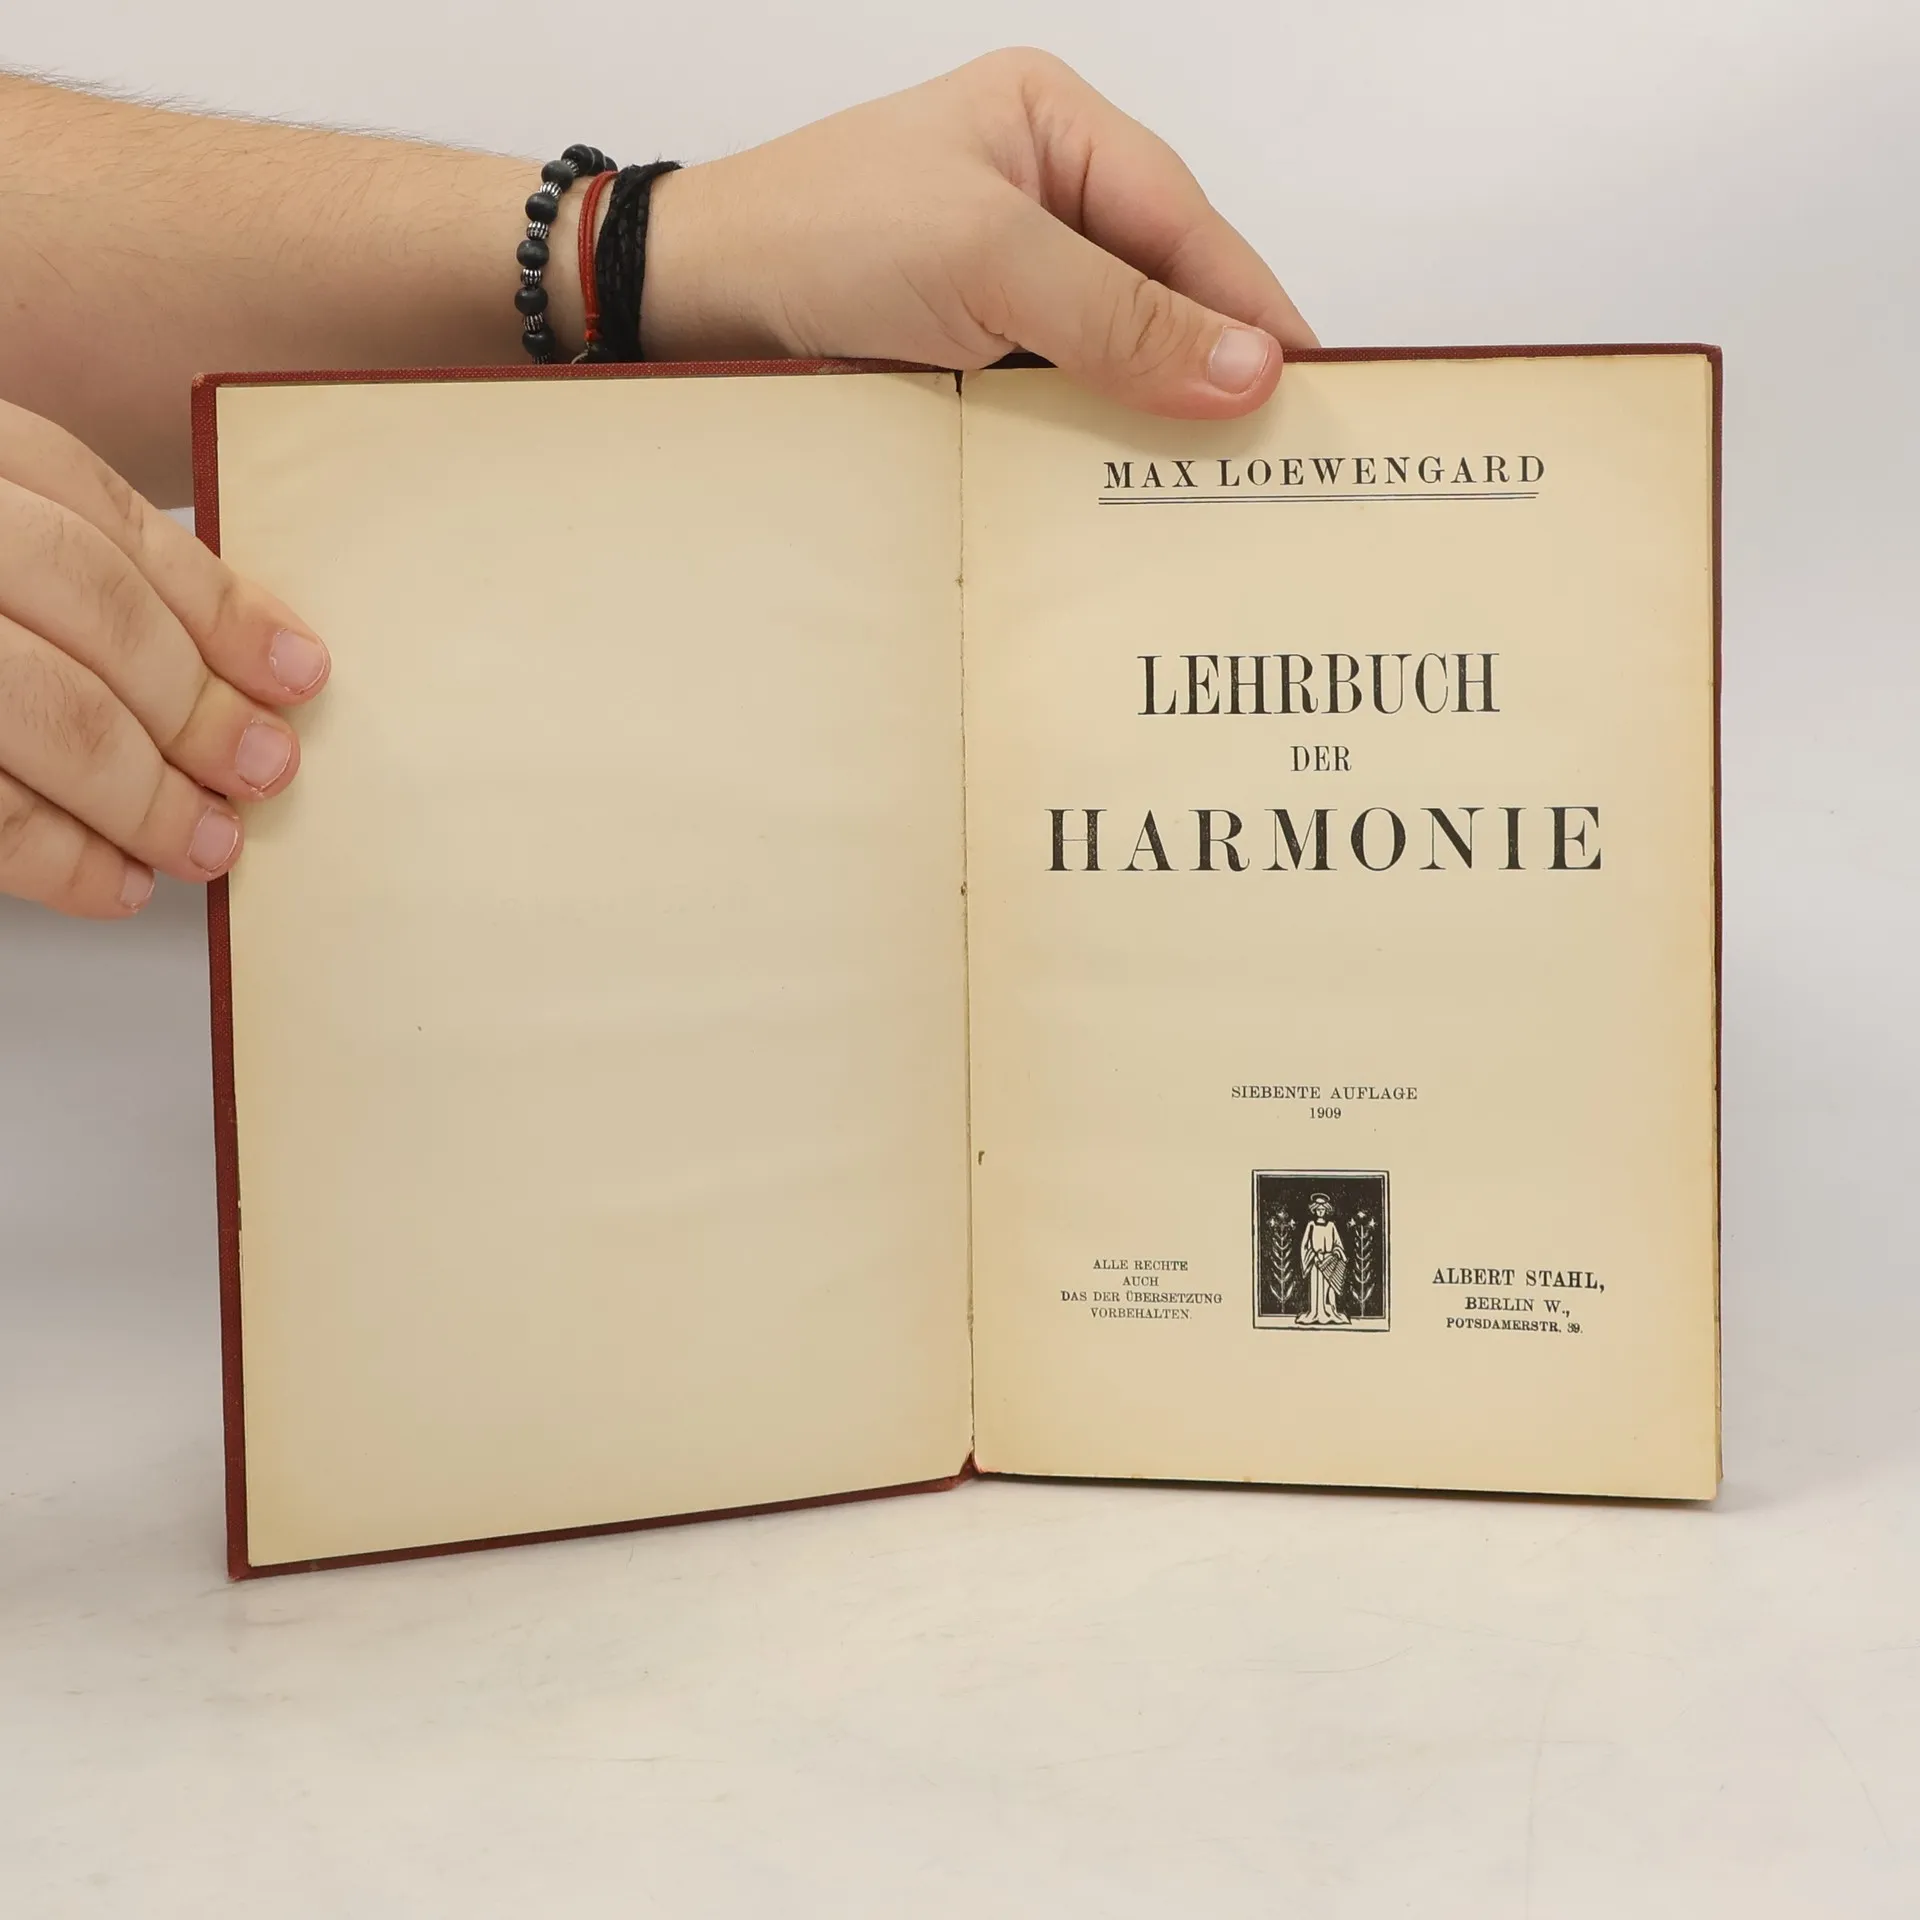 MAX LOEWENGARD
LEHRBUCH
DER
HARMONIE
SIEBENTE AUFLAGE
1909
ALLE RECHTE
AUCH
DAS DER ÜBERSETZUNG
VORBEHALTEN.
ALBERT STAHL,
BERLIN W.,
POTSDAMERSTR. 39.